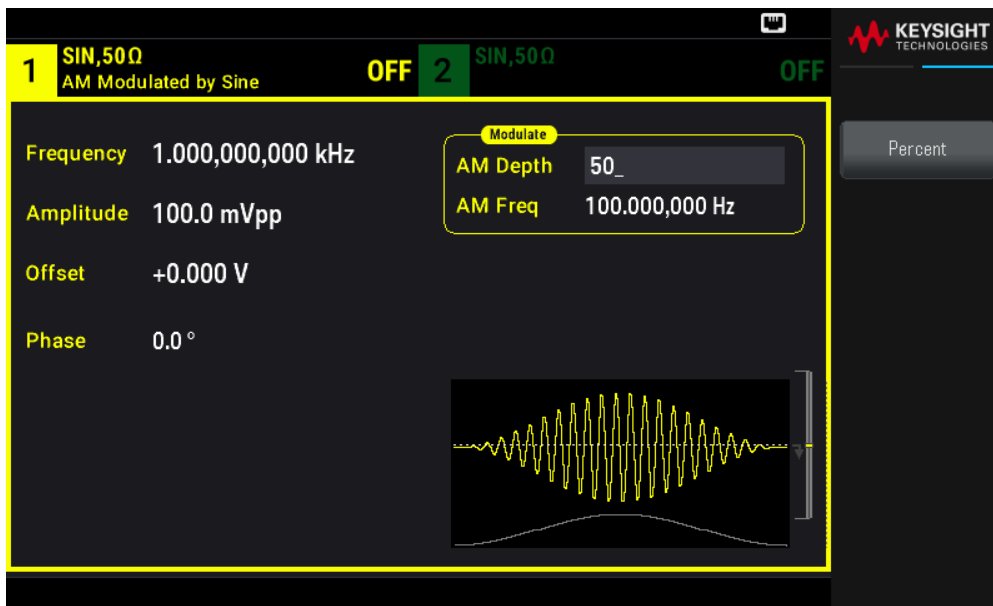 KEYSIGHT
TECHNOLOGIES
1
SIN,50Ω
AM Modulated by Sine
OFF
2
SIN,50Ω
OFF
Frequency 1.000,000,000 kHz
Amplitude 100.0 mVpp
Offset +0.000 V
Phase 0.0 °
Modulate
AM Depth 50_
AM Freq 100.000,000 Hz
Percent